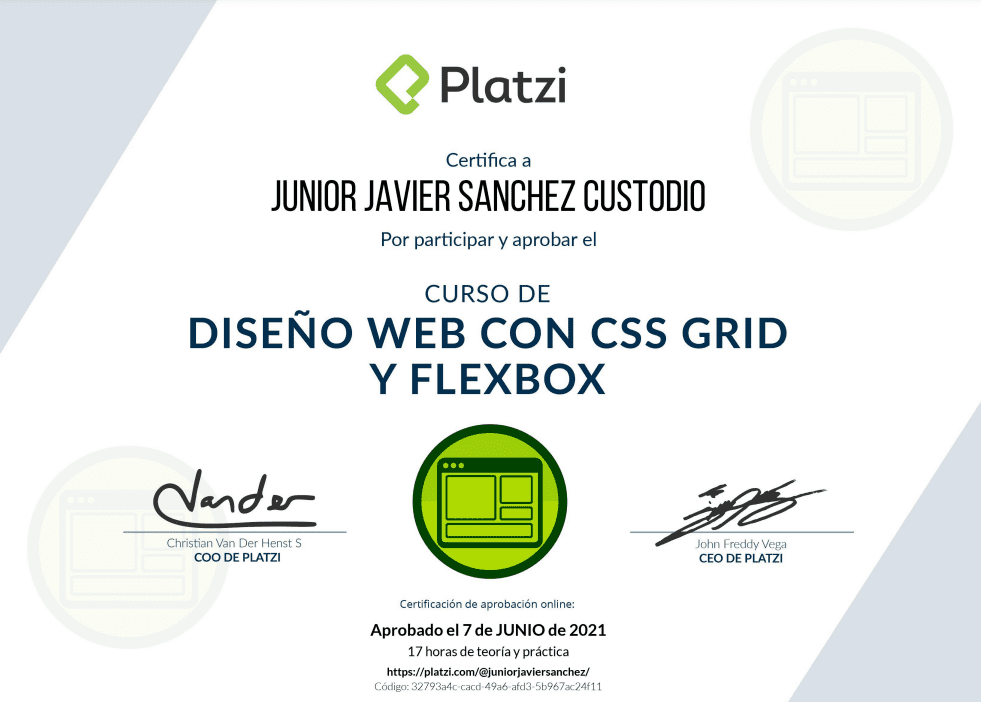 Platzi
Certifica a
JUNIOR JAVIER SANCHEZ CUSTODIO
Por participar y aprobar el
CURSO DE
DISEÑO WEB CON CSS GRID
Y FLEXBOX
Vander
Christian Van Der Henst S
COO DE PLATZI
John Freddy Vega
CEO DE PLATZI
Certificación de aprobación online:
Aprobado el 7 de JUNIO de 2021
17 horas de teoría y práctica
https://platzi.com/@juniorjaviersanchez/
Código: 32793a4c-cacd-49a6-afd3-5b967ac24f11